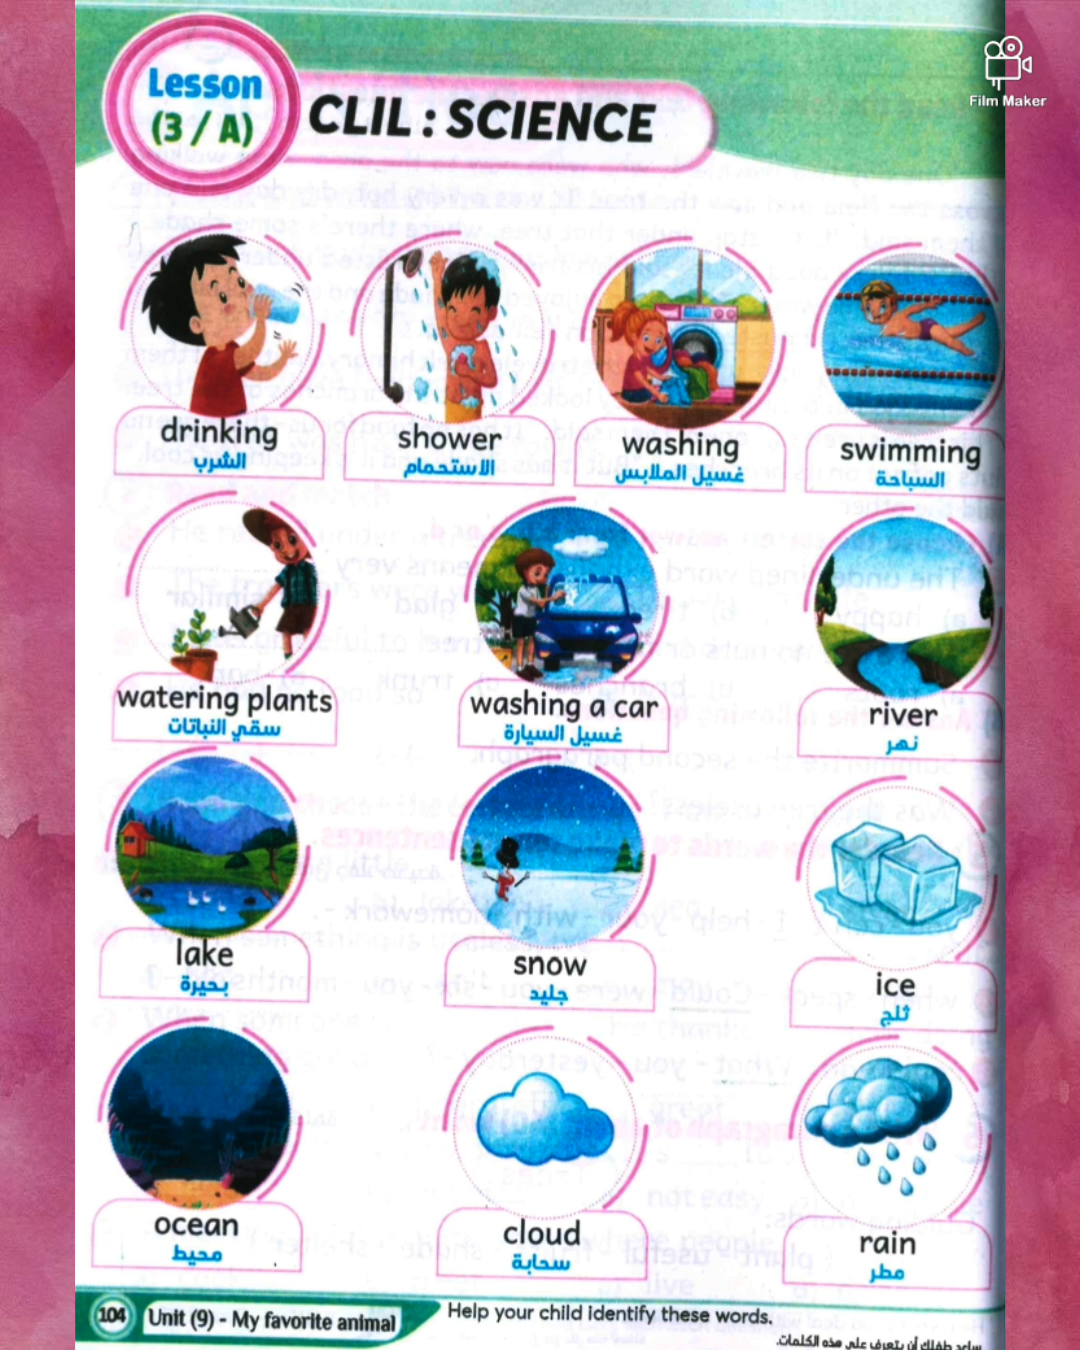 Lesson
(3 / A)
CLIL : SCIENCE
Film Maker
drinking
الشرب
shower
الاستحمام
washing
غسيل الملابس
swimming
السباحة
watering plants
سقي النباتات
washing a car
غسيل السيارة
river
نهر
lake
بحيرة
snow
جليد
ice
ثلج
ocean
محيط
cloud
سحابة
rain
مطر
104
Unit (9) - My favorite animal
Help your child identify these words.
ساعد طفلك أن يتعرف على هذه الكلمات.